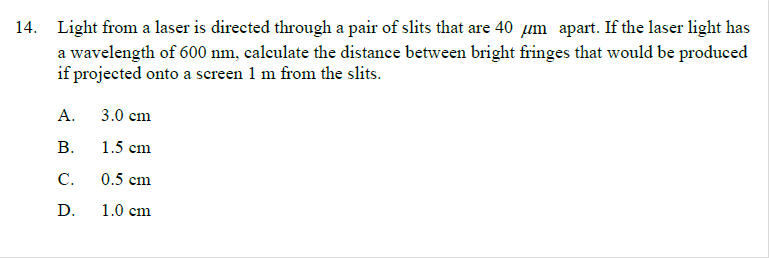 14. Light from a laser is directed through a pair of slits that are 40 μm apart. If the laser light has
a wavelength of 600 nm, calculate the distance between bright fringes that would be produced
if projected onto a screen 1 m from the slits.
A. 3.0 cm
B. 1.5 cm
C. 0.5 cm
D. 1.0 cm